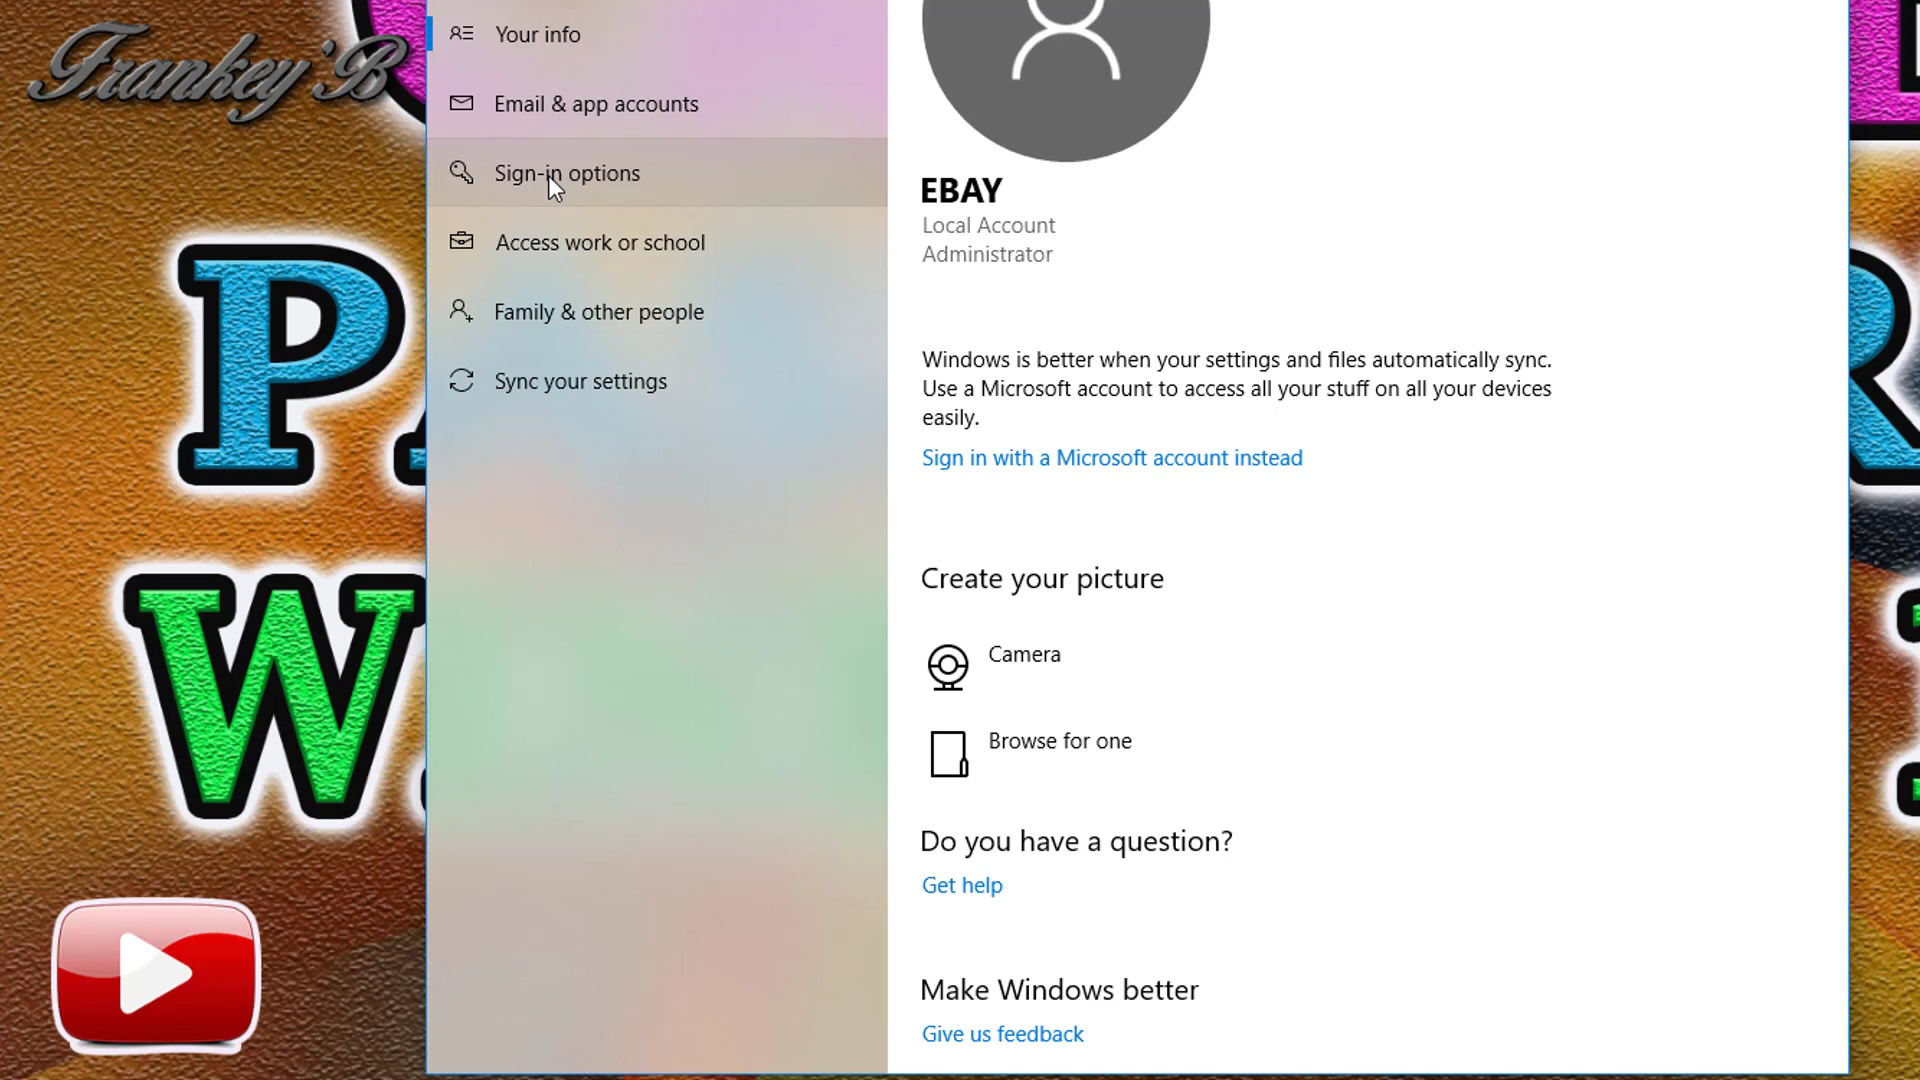 Frankey'B
Your info
Email & app accounts
Sign-in options
Access work or school
Family & other people
Sync your settings
EBAY
Local Account
Administrator
Windows is better when your settings and files automatically sync.
Use a Microsoft account to access all your stuff on all your devices
easily.
Sign in with a Microsoft account instead
Create your picture
Camera
Browse for one
Do you have a question?
Get help
Make Windows better
Give us feedback
P
R
W